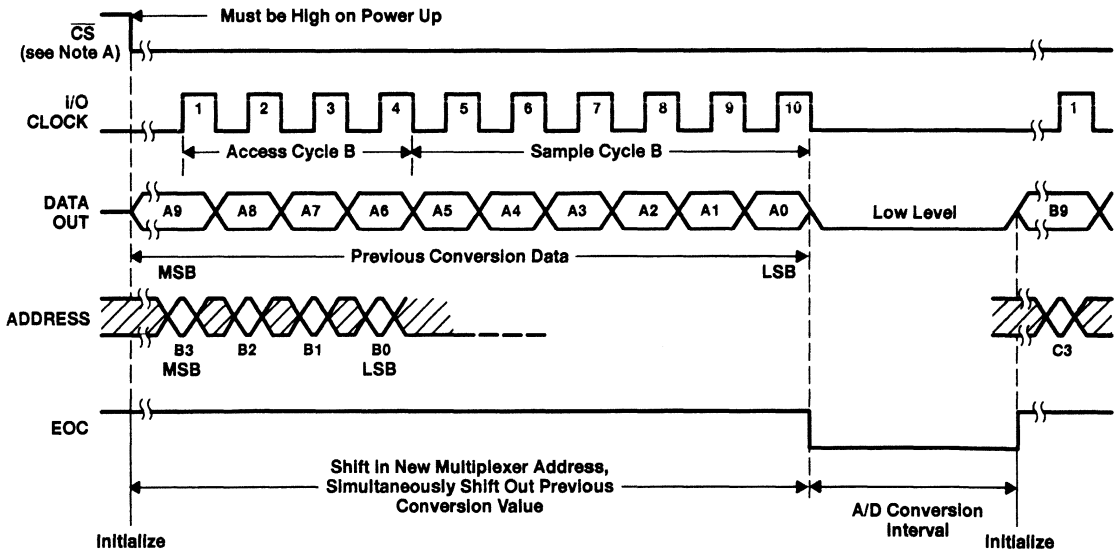 Must be High on Power Up
CS
(see Note A)
I/O
CLOCK
1 2 3 4 5 6 7 8 9 10 1
Access Cycle B
Sample Cycle B
DATA
OUT
A9 A8 A7 A6 A5 A4 A3 A2 A1 A0 Low Level B9
Previous Conversion Data
MSB LSB
ADDRESS
B3 B2 B1 B0 C3
MSB LSB
EOC
Shift in New Multiplexer Address,
Simultaneously Shift Out Previous
Conversion Value
A/D Conversion
Interval
Initialize Initialize